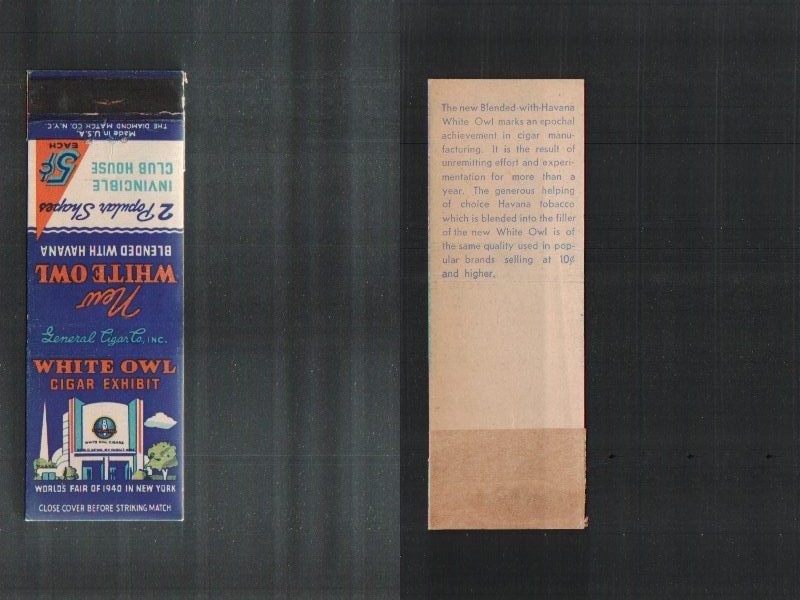 Made in U.S.A.
THE DIAMOND MATCH CO. N.Y.C.
5¢
EACH
INVINCIBLE
CLUB HOUSE
2 Popular Shapes
BLENDED WITH HAVANA
New
WHITE OWL
General Cigar Co., INC.
WHITE OWL
CIGAR EXHIBIT
WHITE OWL CIGARS
WORLDS FAIR OF 1940 IN NEW YORK
CLOSE COVER BEFORE STRIKING MATCH
The new Blended-with-Havana
White Owl marks an epochal
achievement in cigar manu-
facturing. It is the result of
unremitting effort and experi-
mentation for more than a
year. The generous helping
of choice Havana tobacco
which is blended into the filler
of the new White Owl is of
the same quality used in pop-
ular brands selling at 10¢
and higher.